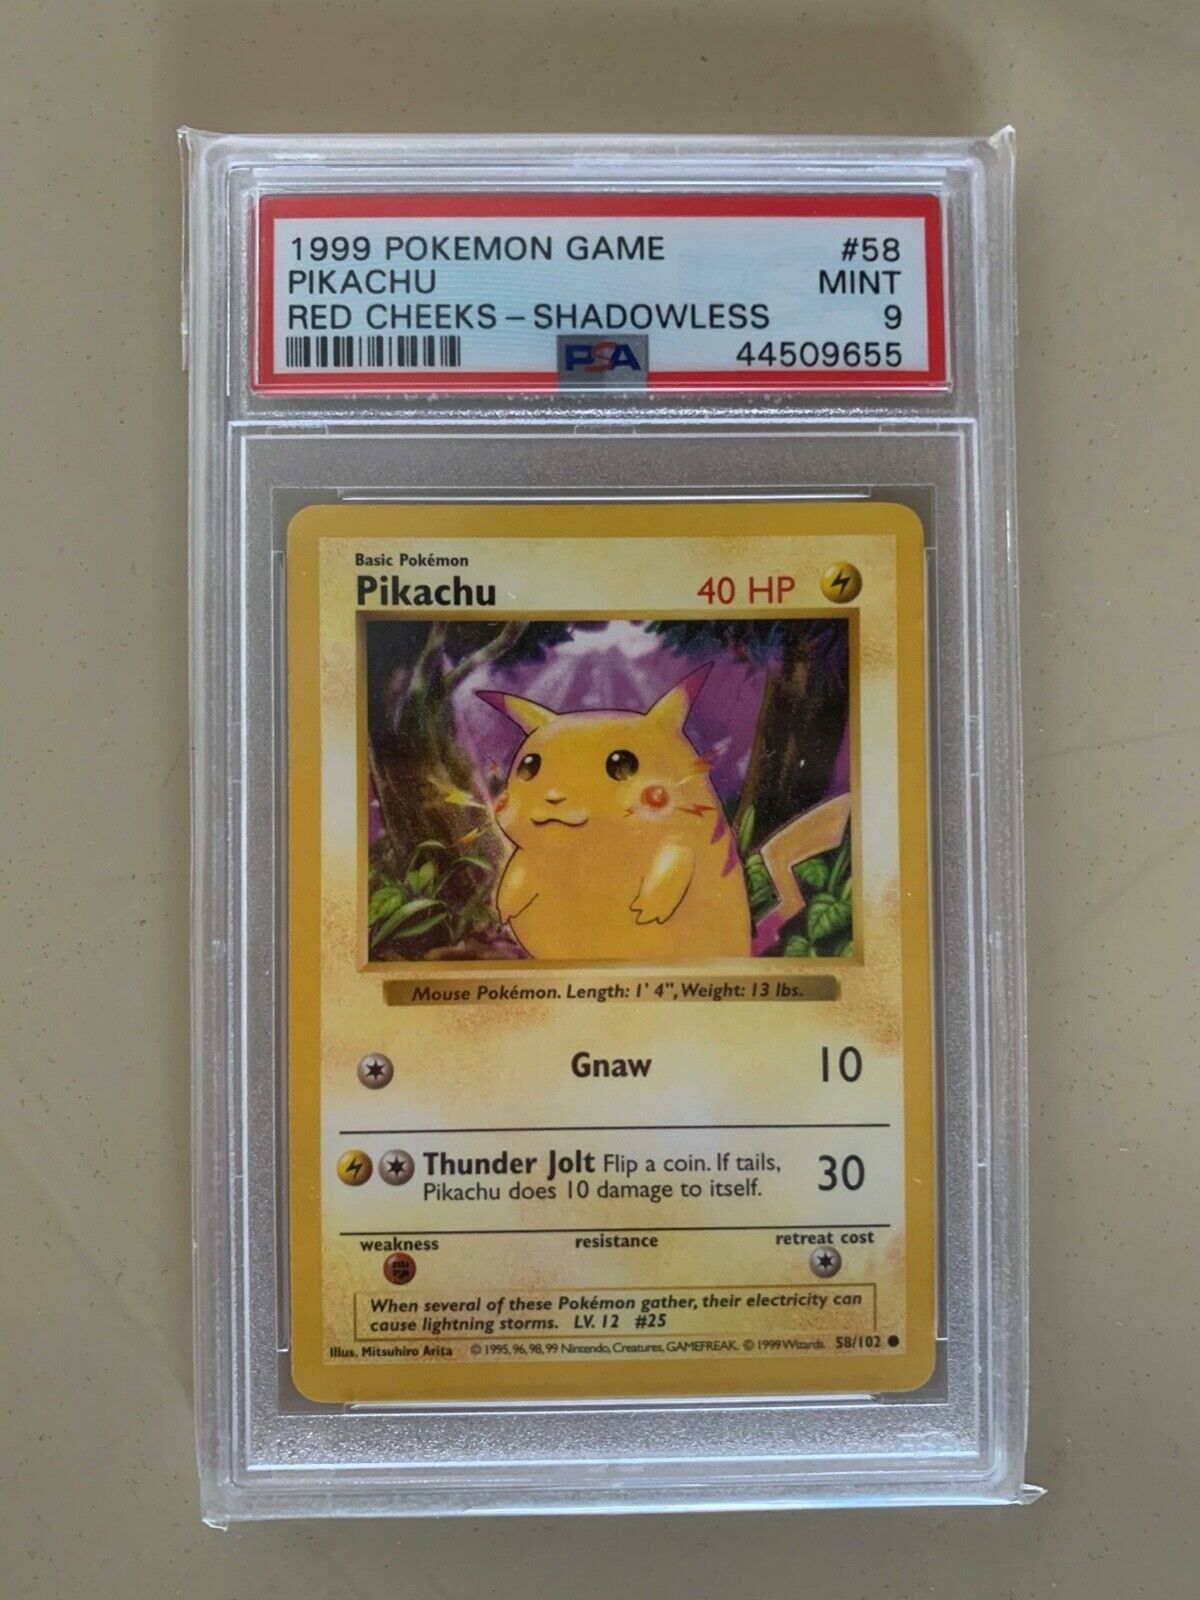 1999 POKEMON GAME #58
PIKACHU MINT
RED CHEEKS – SHADOWLESS 9
PSA 44509655
Basic Pokémon
Pikachu 40 HP
Mouse Pokémon. Length: 1' 4", Weight: 13 lbs.
Gnaw 10
Thunder Jolt Flip a coin. If tails, 30
Pikachu does 10 damage to itself.
weakness resistance retreat cost
When several of these Pokémon gather, their electricity can
cause lightning storms. LV. 12 #25
Illus. Mitsuhiro Arita © 1995, 96, 98, 99 Nintendo, Creatures, GAMEFREAK. © 1999 Wizards. 58/102